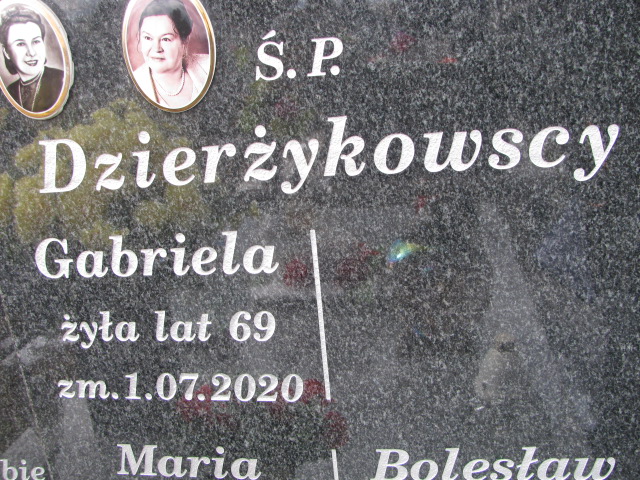 Ś.P.
Dzierżykowscy
Gabriela
żyła lat 69
zm.1.07.2020
Maria Bolesław